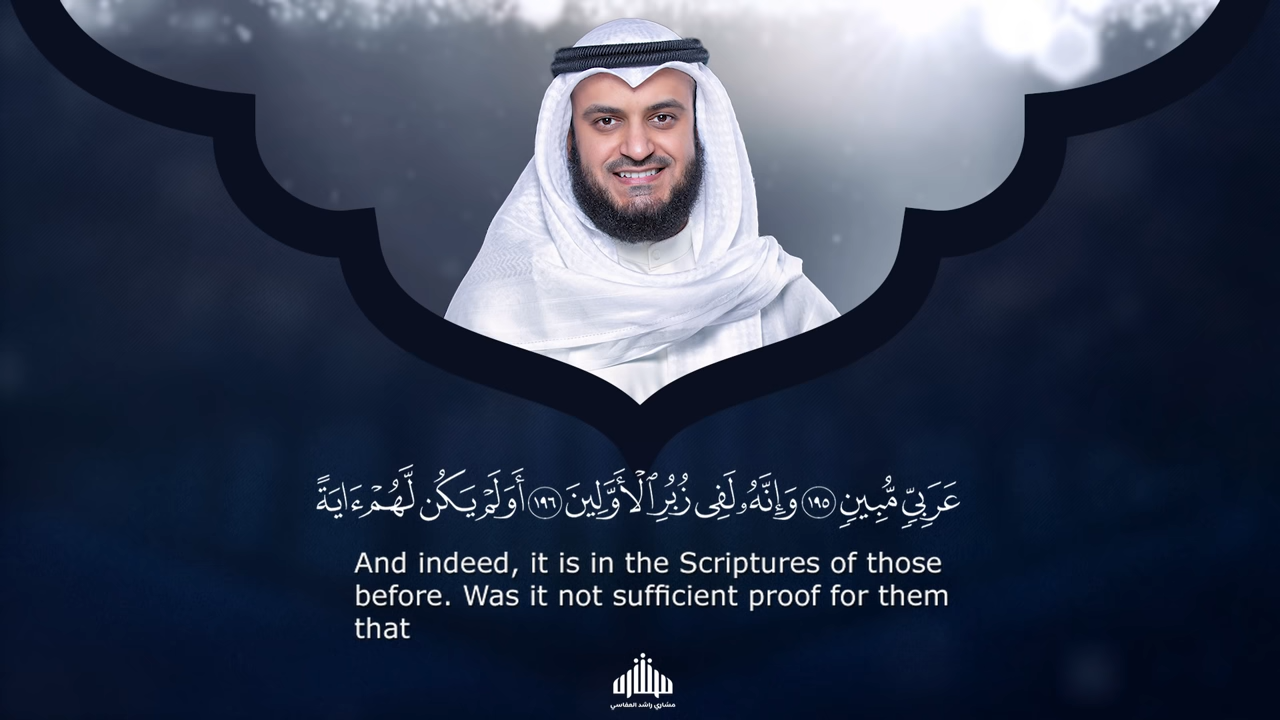 عَرَبِيّٖ مُّبِينٖ ١٩٥ وَإِنَّهُۥ لَفِى زُبُرِ ٱلْأَوَّلِينَ ١٩٦ أَوَلَمْ يَكُن لَّهُمْ ءَايَةً
And indeed, it is in the Scriptures of those
before. Was it not sufficient proof for them
that
مشاري راشد العفاسي